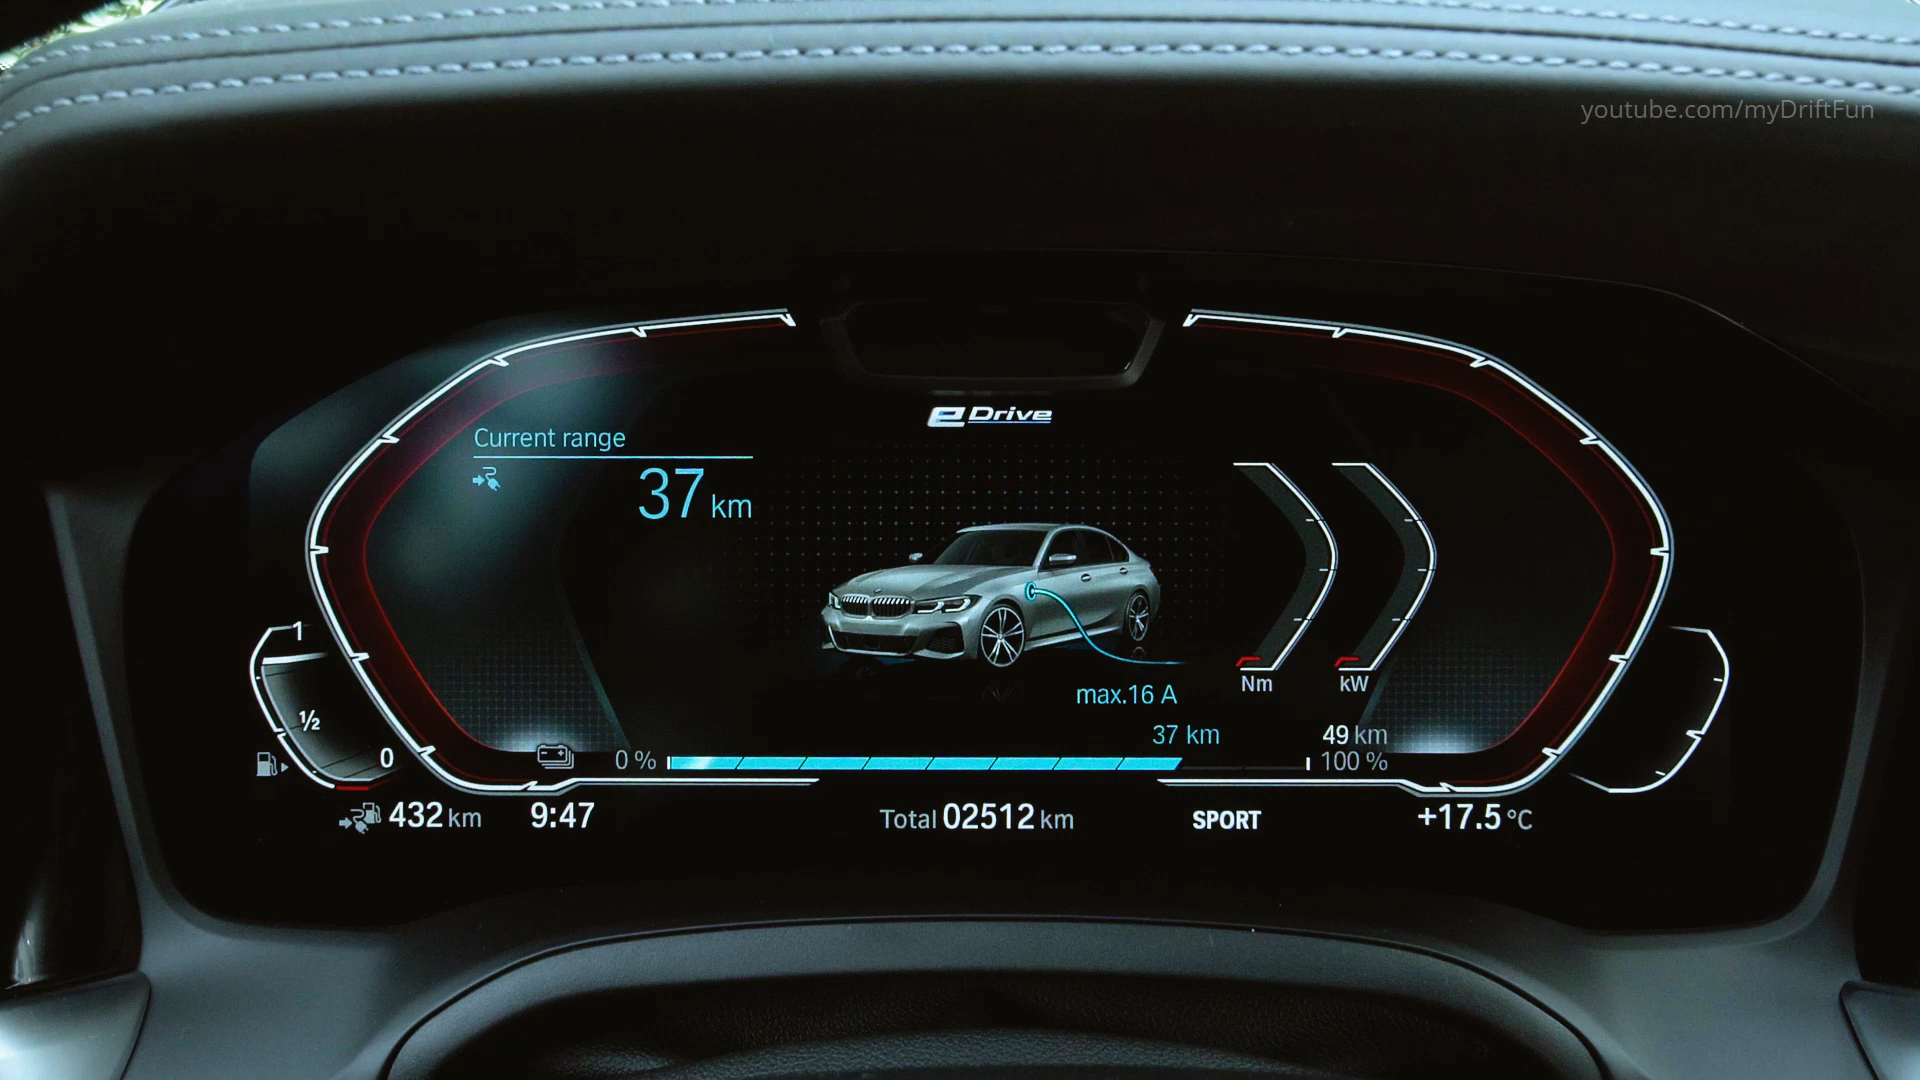 youtube.com/myDriftFun
eDrive
Current range
37 km
Nm
kW
max.16 A
37 km
49 km
0 %
100 %
1
½
0
432 km
9:47
Total 02512 km
SPORT
+17.5 °C